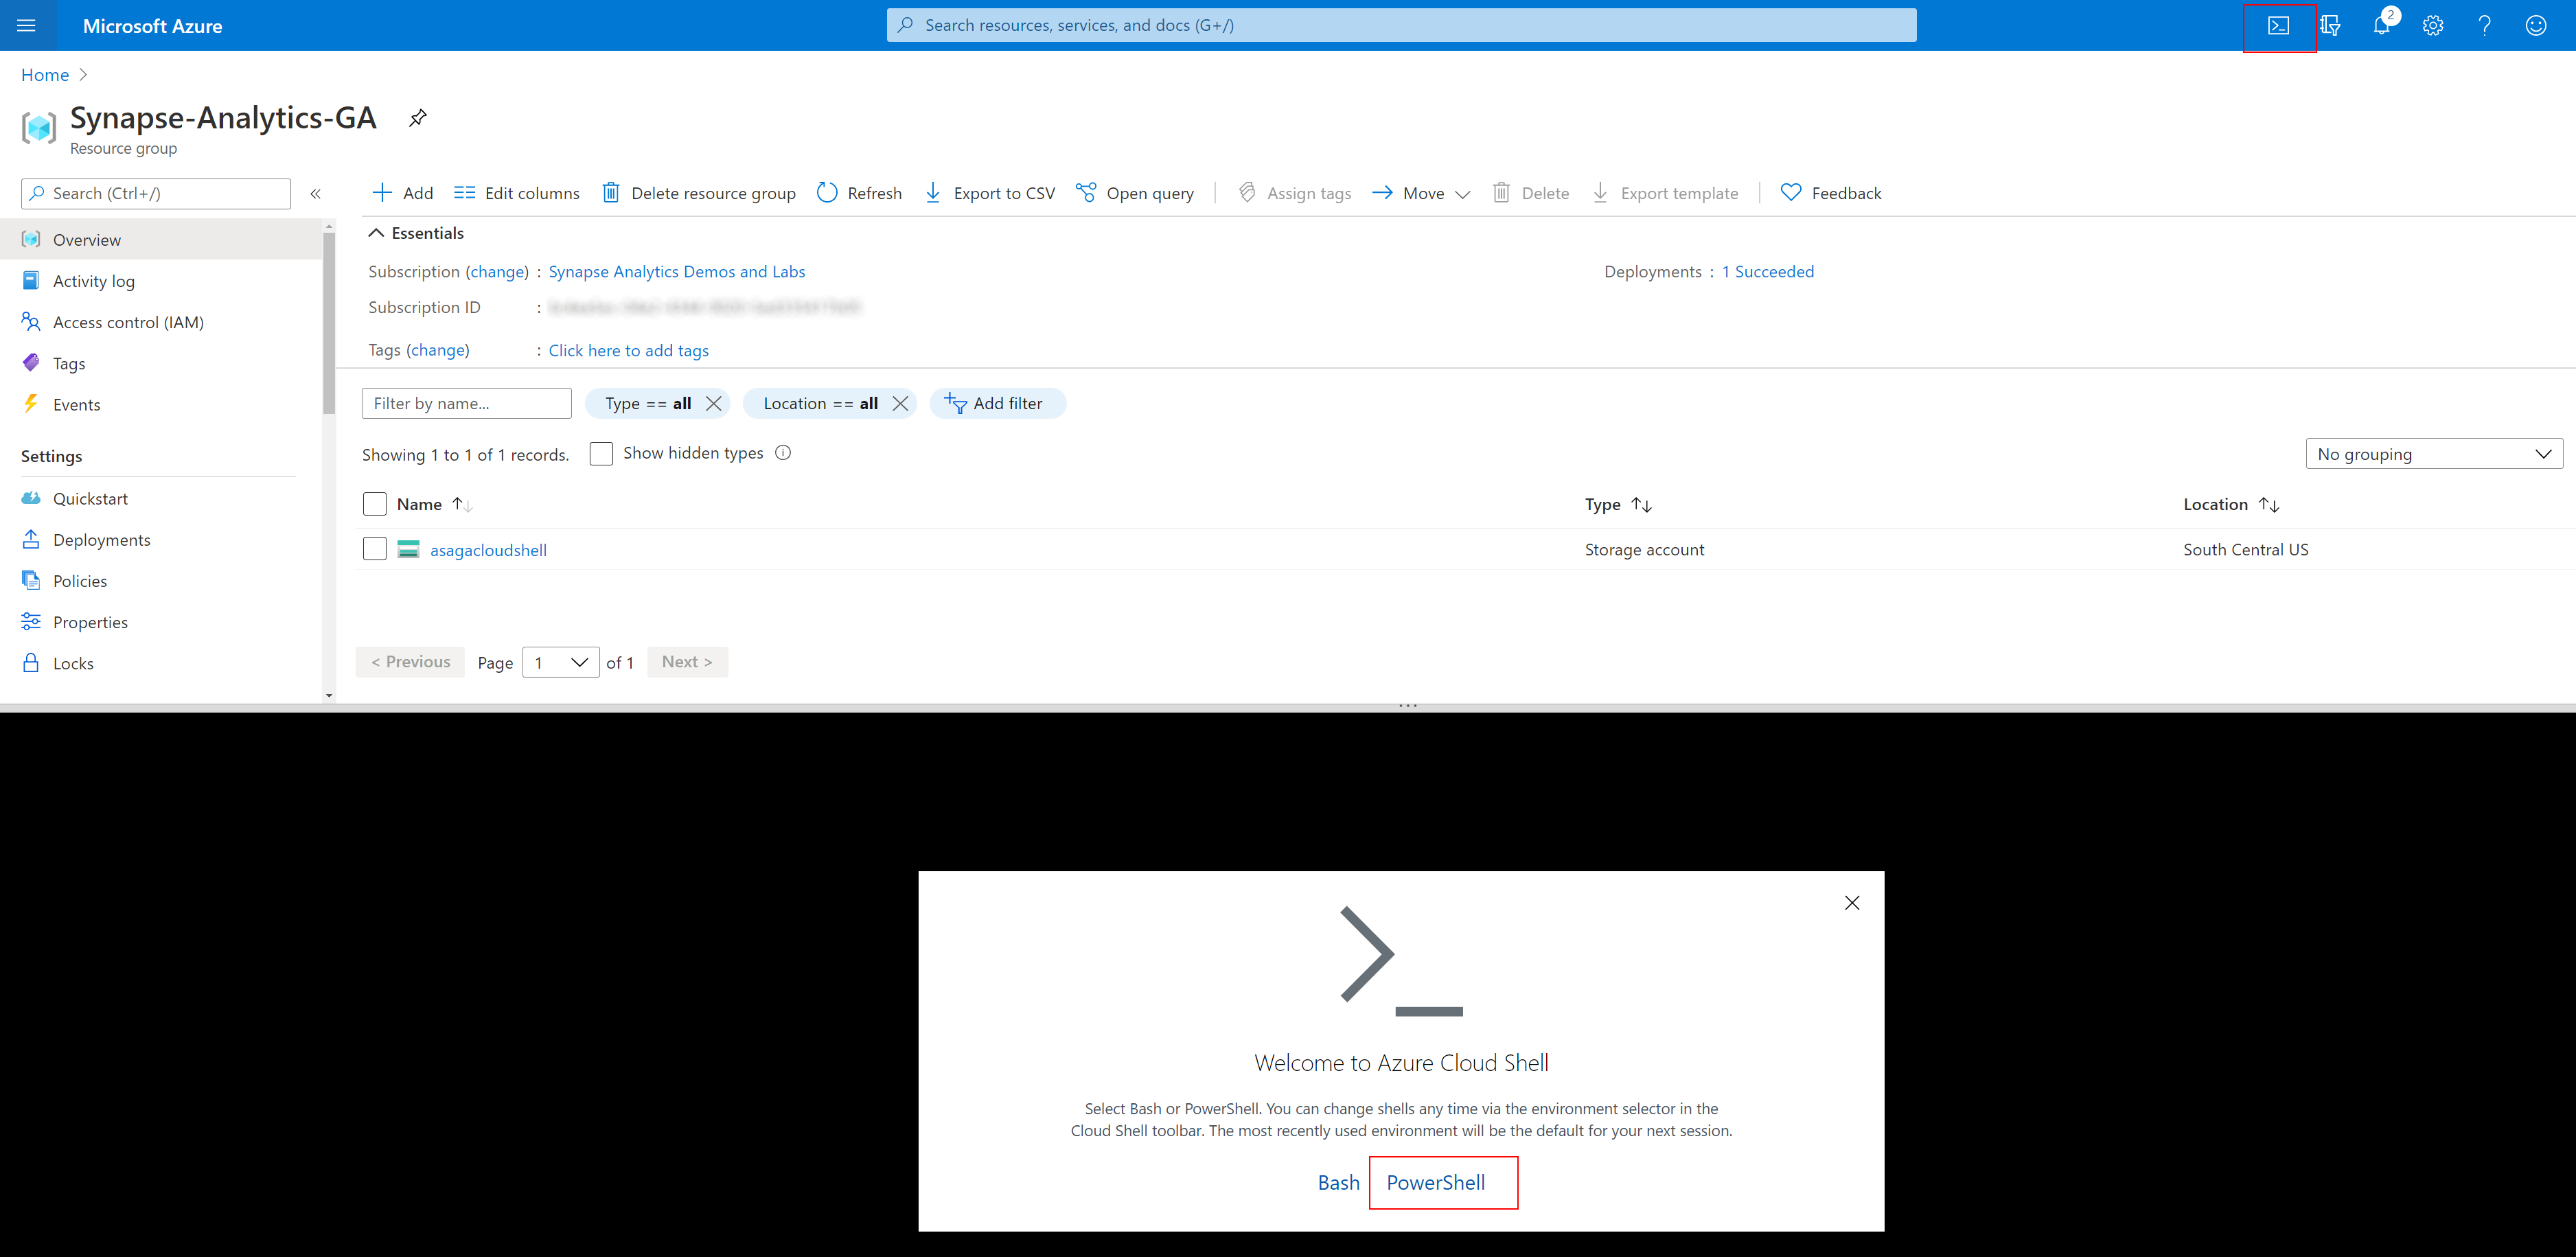 Microsoft Azure
Search resources, services, and docs (G+/)
2
Home
Synapse-Analytics-GA
Resource group
Search (Ctrl+/)
«
Add
Edit columns
Delete resource group
Refresh
Export to CSV
Open query
Assign tags
Move
Delete
Export template
Feedback
Overview
Activity log
Access control (IAM)
Tags
Events
Settings
Quickstart
Deployments
Policies
Properties
Locks
Essentials
Subscription (change) : Synapse Analytics Demos and Labs
Deployments : 1 Succeeded
Subscription ID :
Tags (change) : Click here to add tags
Filter by name...
Type == all
Location == all
Add filter
Showing 1 to 1 of 1 records.
Show hidden types
No grouping
Name
Type
Location
asagacloudshell
Storage account
South Central US
< Previous
Page
1
of 1
Next >
Welcome to Azure Cloud Shell
Select Bash or PowerShell. You can change shells any time via the environment selector in the
Cloud Shell toolbar. The most recently used environment will be the default for your next session.
Bash
PowerShell